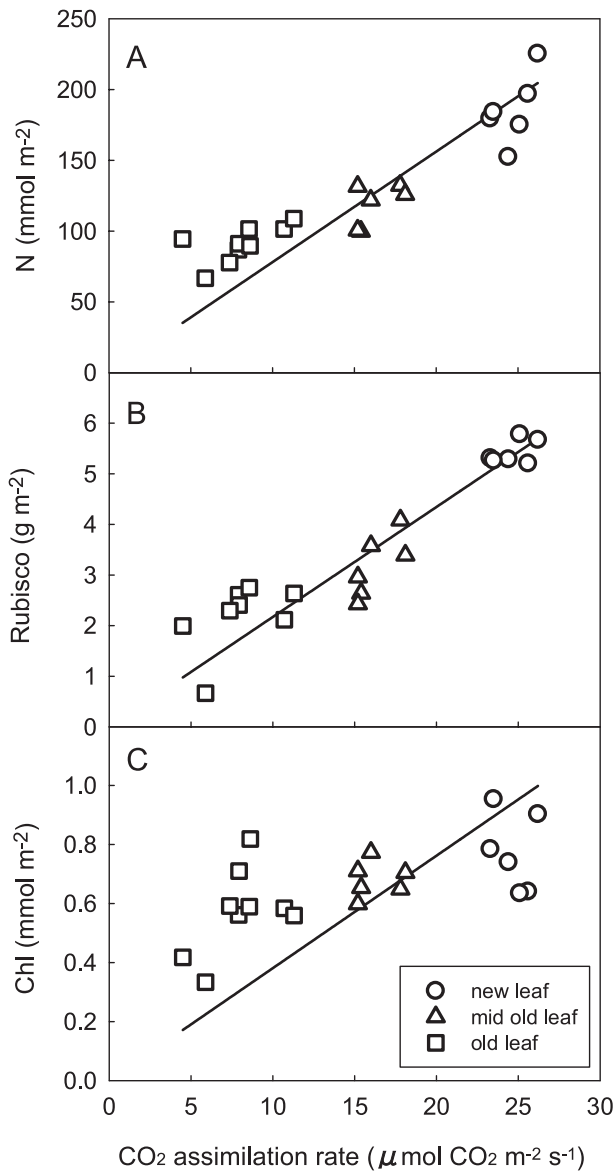 A
N (mmol m-2)
250
200
150
100
50
0
B
Rubisco (g m-2)
6
5
4
3
2
1
0
C
Chl (mmol m-2)
1.0
0.8
0.6
0.4
0.2
0.0
new leaf
mid old leaf
old leaf
0 5 10 15 20 25 30
CO2 assimilation rate (μmol CO2 m-2 s-1)